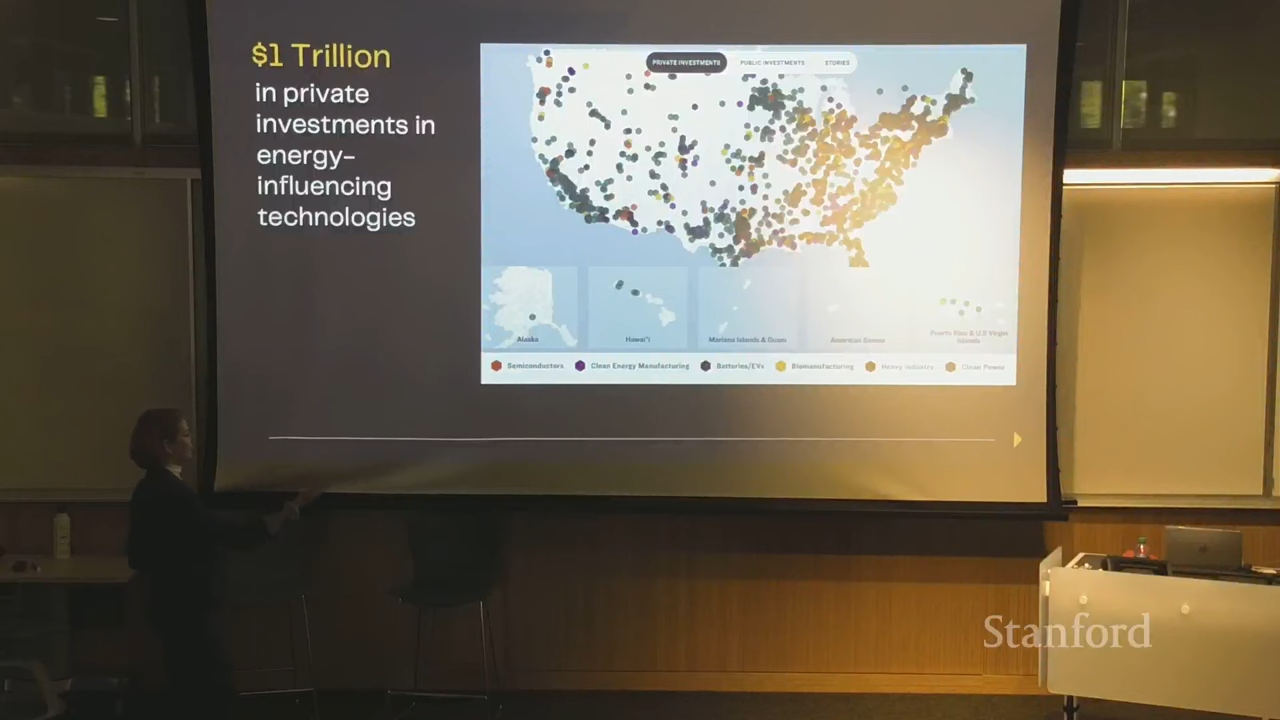 $1 Trillion
in private
investments in
energy-
influencing
technologies
PRIVATE INVESTMENTS PUBLIC INVESTMENTS STORIES
Alaska Hawai'i Mariana Islands & Guam American Samoa Puerto Rico & U.S Virgin
Islands
Semiconductors Clean Energy Manufacturing Batteries/EVs Biomanufacturing Heavy Industry Clean Power
Stanford